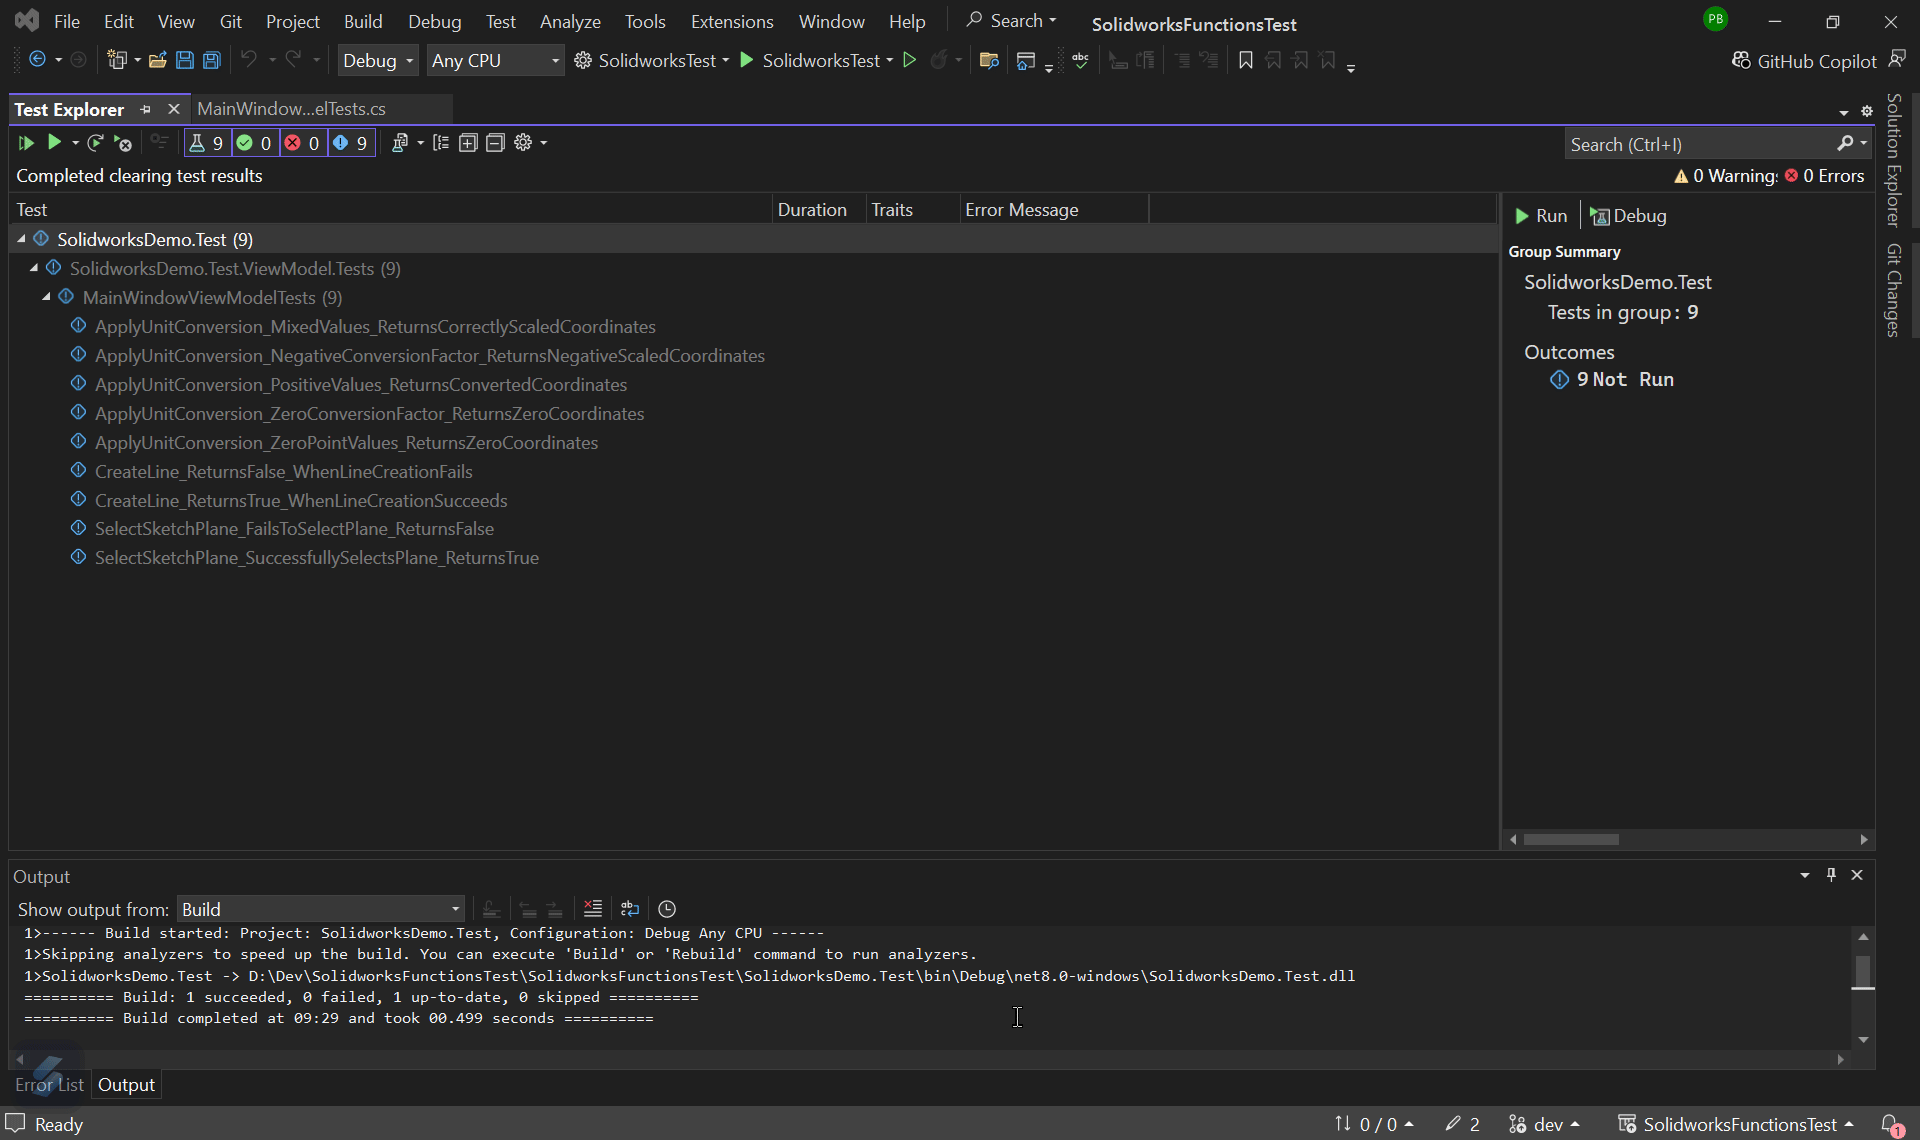 File Edit View Git Project Build Debug Test Analyze Tools Extensions Window Help Search SolidworksFunctionsTest PB
Debug Any CPU SolidworksTest SolidworksTest GitHub Copilot
Test Explorer MainWindow...elTests.cs
9 0 0 9 Search (Ctrl+I)
Completed clearing test results 0 Warning 0 Errors
Test Duration Traits Error Message
SolidworksDemo.Test (9)
SolidworksDemo.Test.ViewModel.Tests (9)
MainWindowViewModelTests (9)
ApplyUnitConversion_MixedValues_ReturnsCorrectlyScaledCoordinates
ApplyUnitConversion_NegativeConversionFactor_ReturnsNegativeScaledCoordinates
ApplyUnitConversion_PositiveValues_ReturnsConvertedCoordinates
ApplyUnitConversion_ZeroConversionFactor_ReturnsZeroCoordinates
ApplyUnitConversion_ZeroPointValues_ReturnsZeroCoordinates
CreateLine_ReturnsFalse_WhenLineCreationFails
CreateLine_ReturnsTrue_WhenLineCreationSucceeds
SelectSketchPlane_FailsToSelectPlane_ReturnsFalse
SelectSketchPlane_SuccessfullySelectsPlane_ReturnsTrue
Run Debug
Group Summary
SolidworksDemo.Test
Tests in group: 9
Outcomes
9 Not Run
Solution Explorer
Git Changes
Output
Show output from: Build
1>------ Build started: Project: SolidworksDemo.Test, Configuration: Debug Any CPU ------
1>Skipping analyzers to speed up the build. You can execute 'Build' or 'Rebuild' command to run analyzers.
1>SolidworksDemo.Test -> D:\Dev\SolidworksFunctionsTest\SolidworksFunctionsTest\SolidworksDemo.Test\bin\Debug\net8.0-windows\SolidworksDemo.Test.dll
========== Build: 1 succeeded, 0 failed, 1 up-to-date, 0 skipped ==========
========== Build completed at 09:29 and took 00.499 seconds ==========
Error List Output
Ready 0 / 0 2 dev SolidworksFunctionsTest 1